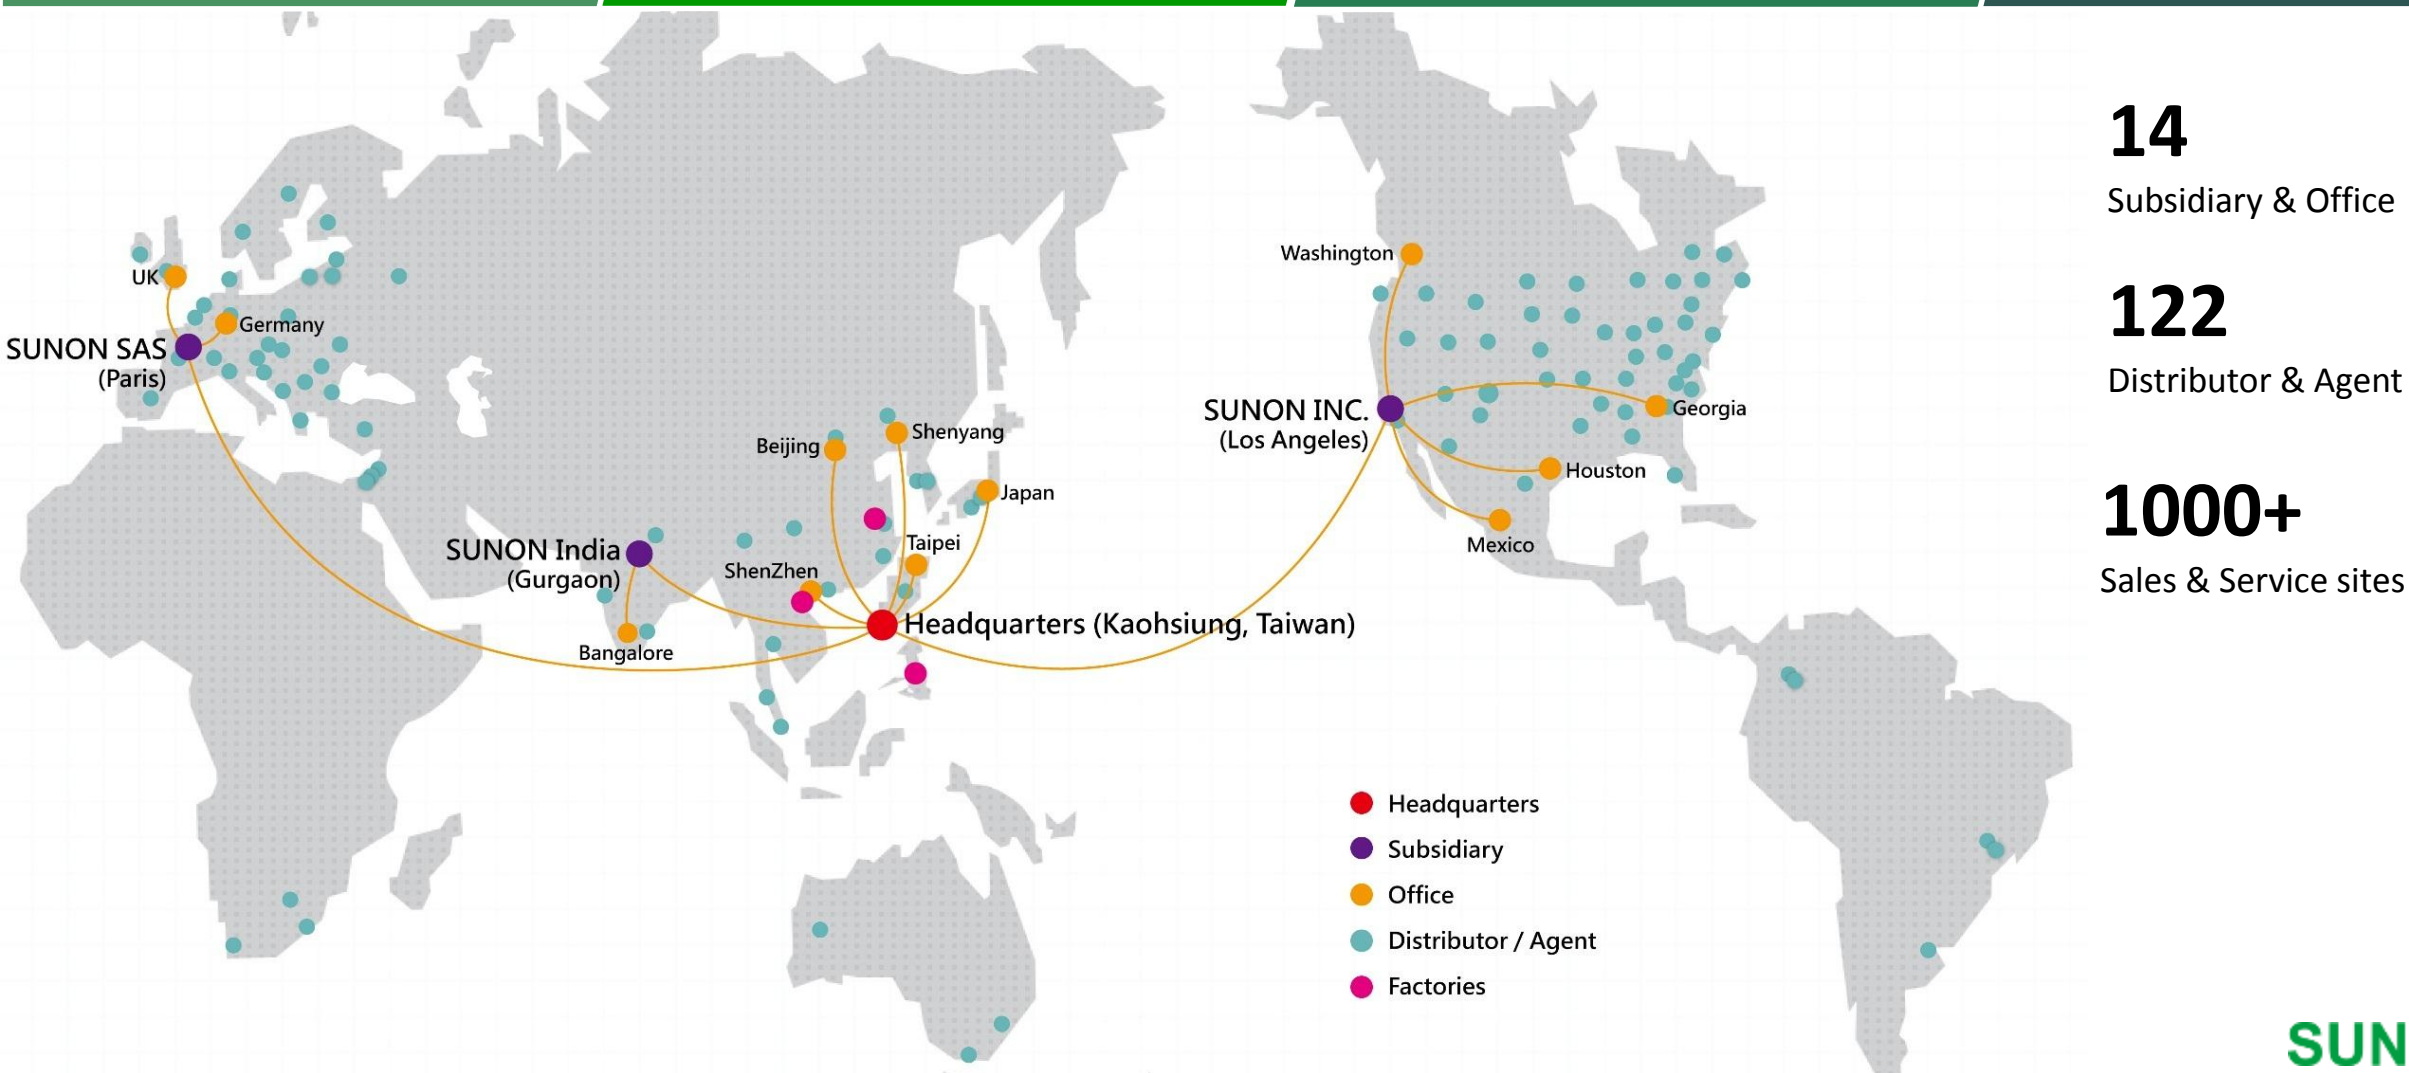 14
Subsidiary & Office
122
Distributor & Agent
1000+
Sales & Service sites
UK
Germany
SUNON SAS
(Paris)
Beijing
Shenyang
Japan
Taipei
ShenZhen
SUNON India
(Gurgaon)
Bangalore
Headquarters (Kaohsiung, Taiwan)
Washington
SUNON INC.
(Los Angeles)
Georgia
Houston
Mexico
Headquarters
Subsidiary
Office
Distributor / Agent
Factories
SUN